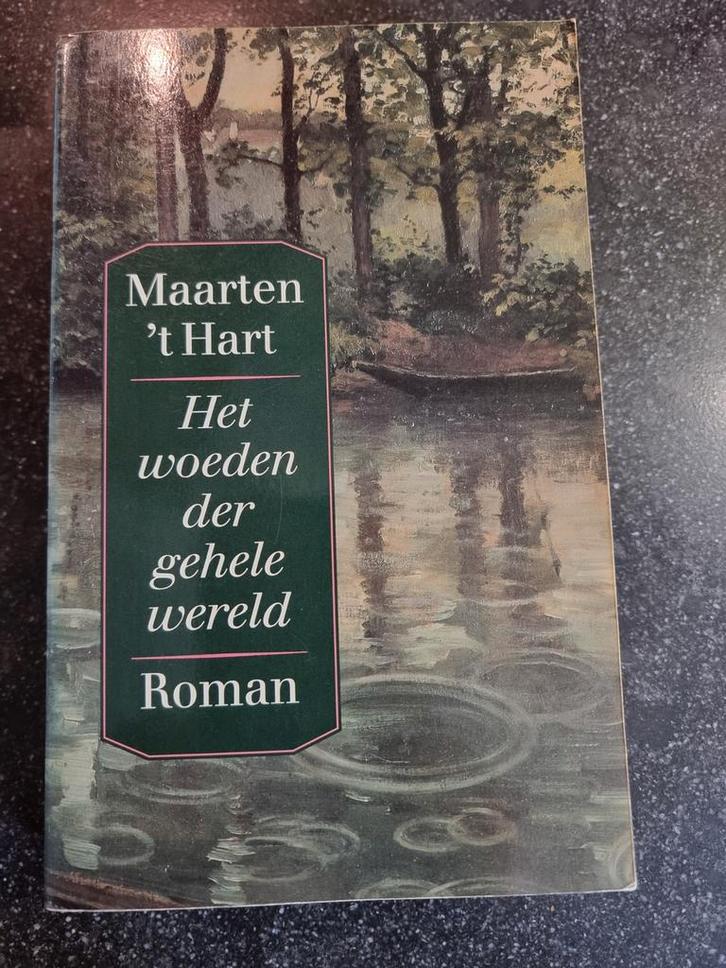 Maarten
’t Hart
Het
woeden
der
gehele
wereld
Roman